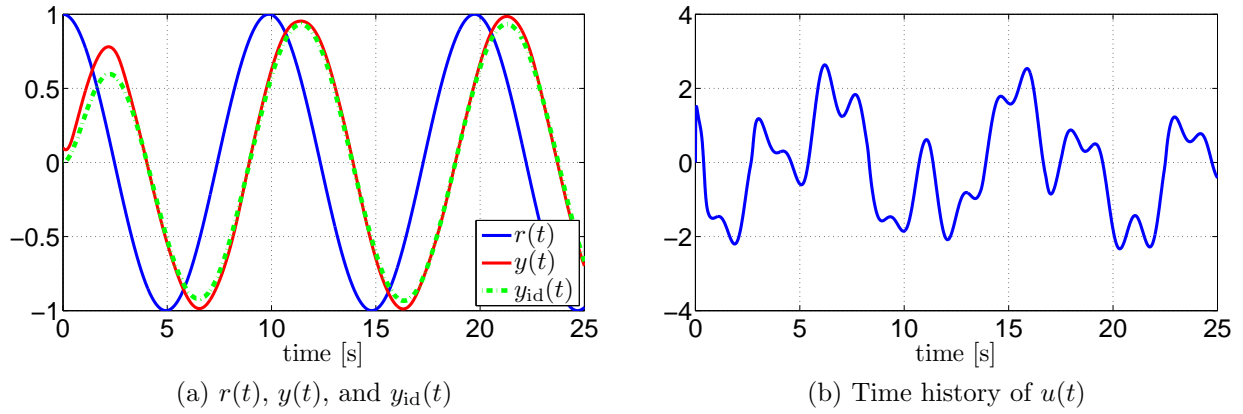 1
0.5
0
−0.5
−1
0 5 10 15 20 25
time [s]
r(t)
y(t)
y_id(t)
(a) r(t), y(t), and y_id(t)
4
2
0
−2
−4
0 5 10 15 20 25
time [s]
(b) Time history of u(t)